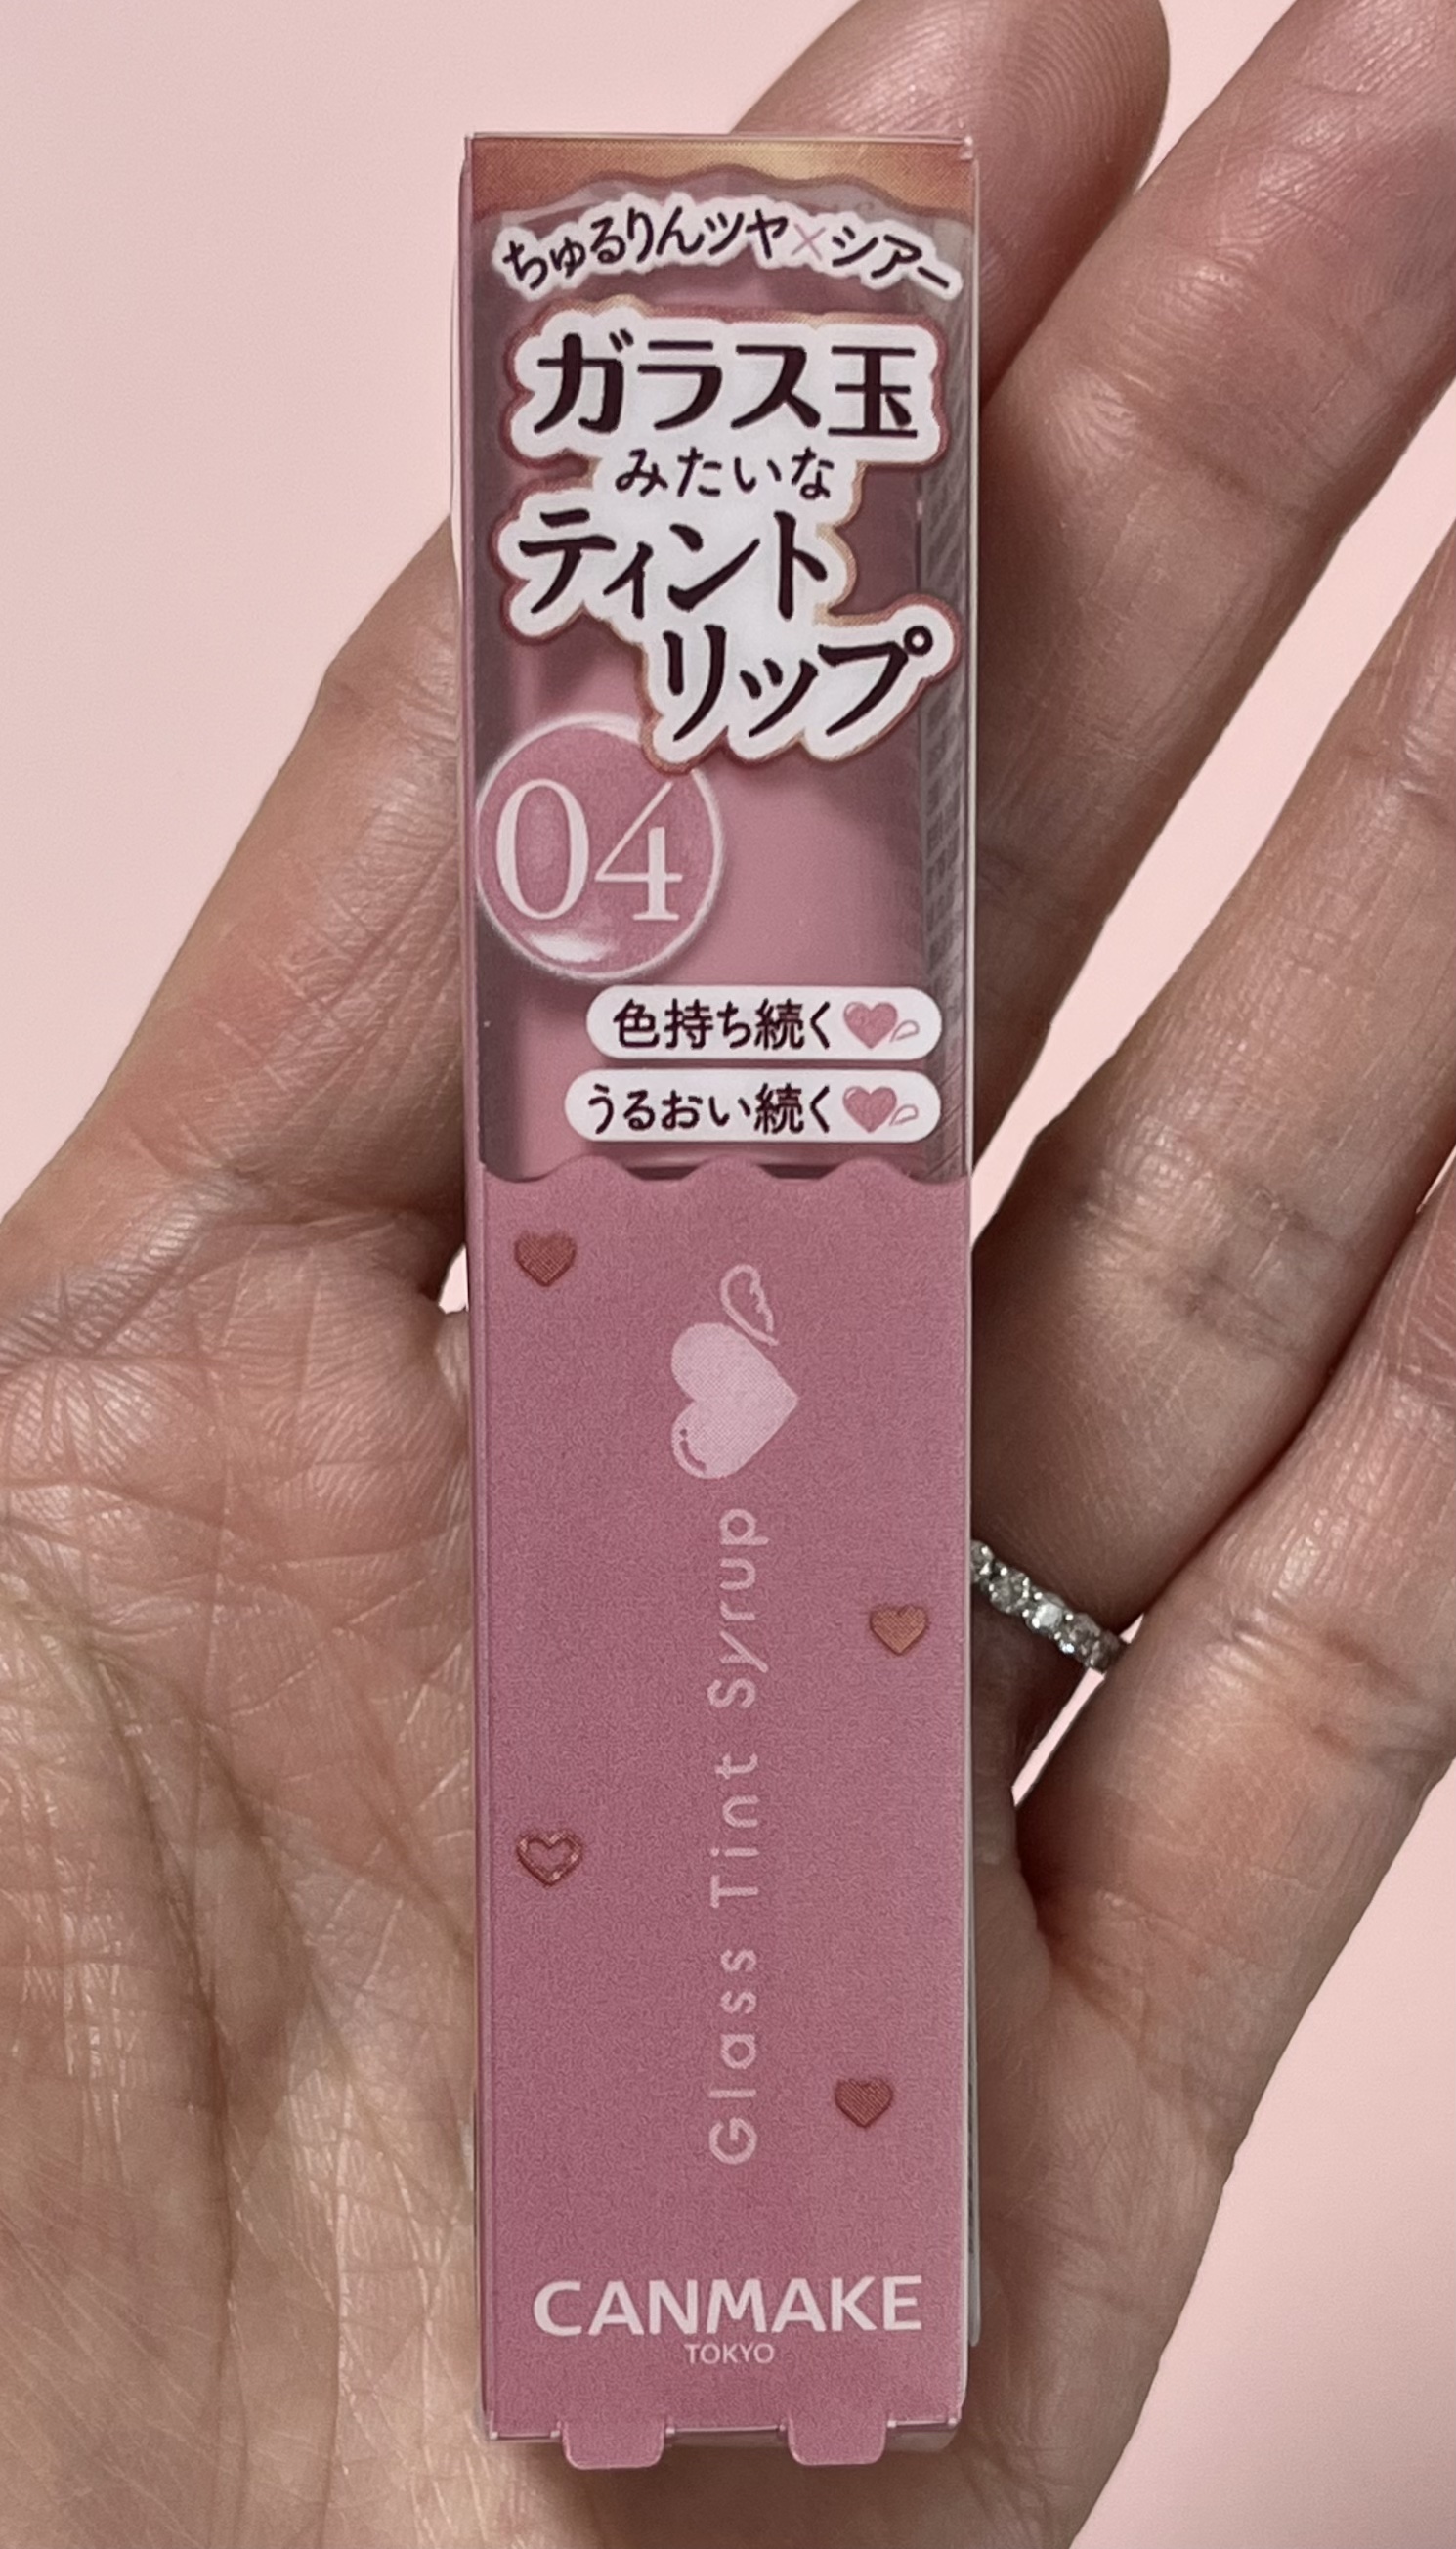 ちゅるりんツヤ×シアー
ガラス玉
みたいな
ティント
リップ
04
色持ち続く
うるおい続く
Glass Tint Syrup
CANMAKE
TOKYO